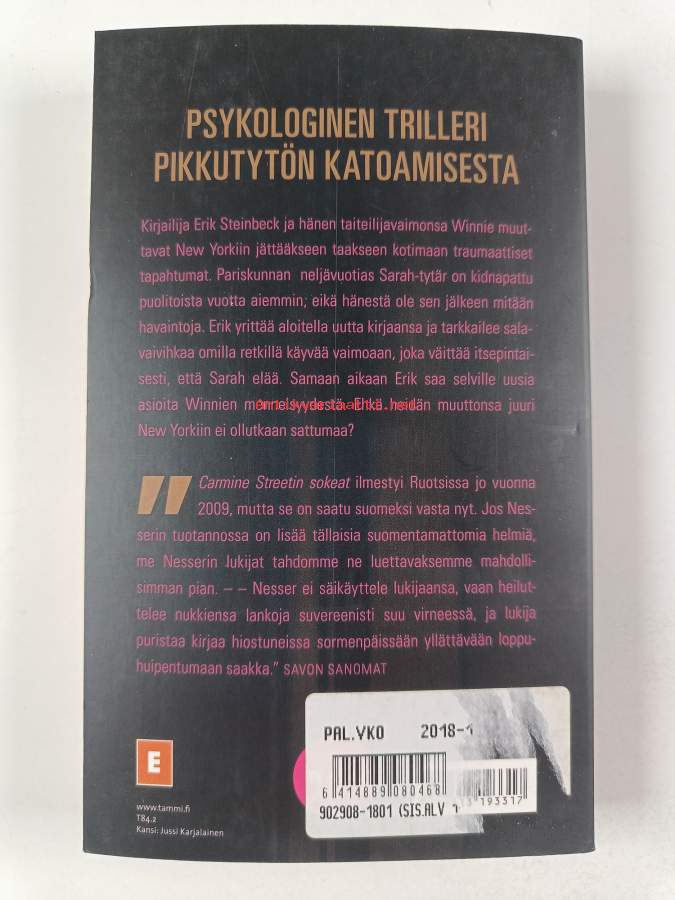 PSYKOLOGINEN TRILLERI
PIKKUTYTÖN KATOAMISESTA
Kirjailija Erik Steinbeck ja hänen taiteilijavaimonsa Winnie muut-
tavat New Yorkiin jättääkseen taakseen kotimaan traumaattiset
tapahtumat. Pariskunnan neljävuotias Sarah-tytär on kidnapattu
puolitoista vuotta aiemmin, eikä hänestä ole sen jälkeen mitään
havaintoja. Erik yrittää aloitella uutta kirjaansa ja tarkkailee sala-
vaivihkaa omilla retkillä käyvää vaimoaan, joka väittää itsepintai-
sesti, että Sarah elää. Samaan aikaan Erik saa selville uusia
asioita Winnien menneisyydestä. Ehkä heidän muuttonsa juuri
New Yorkiin ei ollutkaan sattumaa?
" Carmine Streetin sokeat ilmestyi Ruotsissa jo vuonna
2009, mutta se on saatu suomeksi vasta nyt. Jos Nes-
serin tuotannossa on lisää tällaisia suomentamattomia helmiä,
me Nesserin lukijat tahdomme ne luettavaksemme mahdolli-
simman pian. – – Nesser ei säikäyttele lukijaansa, vaan heilut-
telee nukkiensa lankoja suvereenisti suu virneessä, ja lukija
puristaa kirjaa hiostuneissa sormenpäissään yllättävään loppu-
huipentumaan saakka." SAVON SANOMAT
PAL.VKO 2018-1
E
6 414889 080468
193317
902908-1801 (SIS.ALV
www.tammi.fi
T84.2
Kansi: Jussi Karjalainen